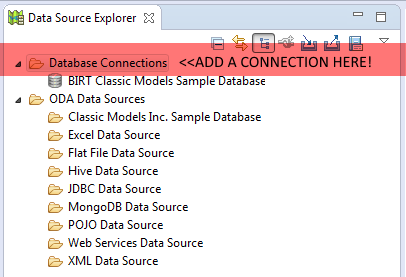 Data Source Explorer
Database Connections <<ADD A CONNECTION HERE!
BIRT Classic Models Sample Database
ODA Data Sources
Classic Models Inc. Sample Database
Excel Data Source
Flat File Data Source
Hive Data Source
JDBC Data Source
MongoDB Data Source
POJO Data Source
Web Services Data Source
XML Data Source